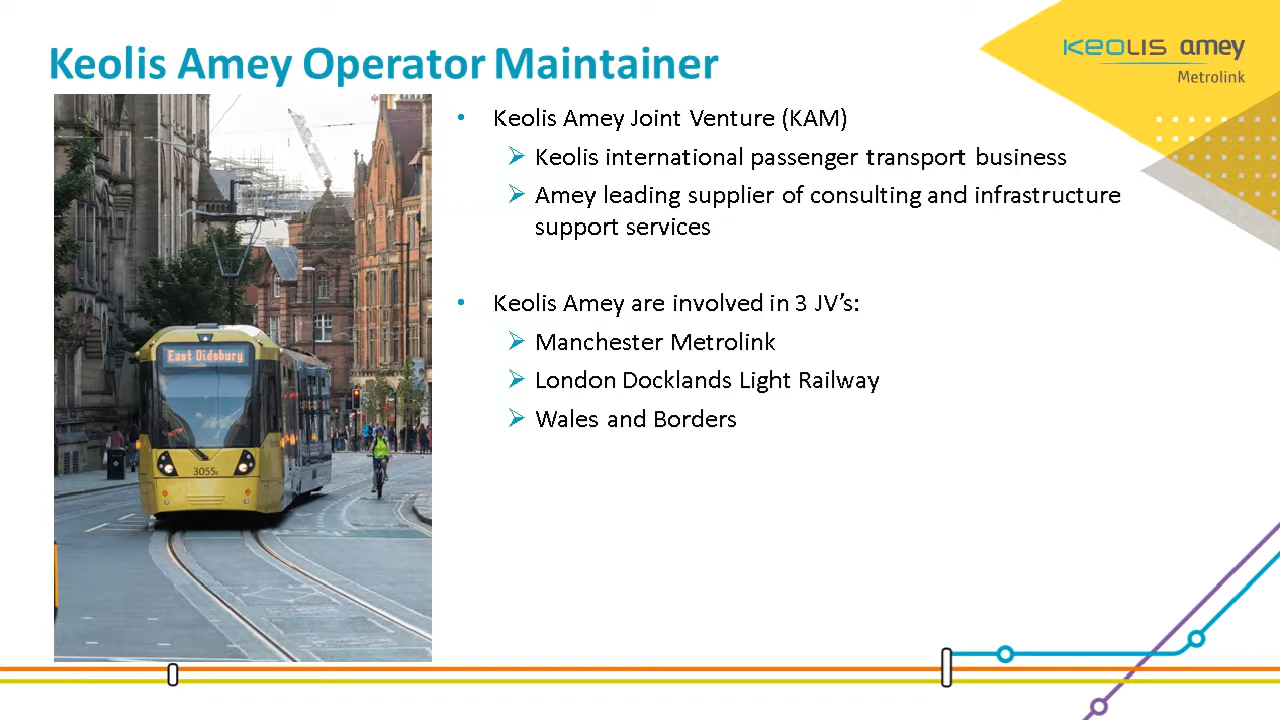 Keolis Amey Operator Maintainer
KEOLIS amey
Metrolink
• Keolis Amey Joint Venture (KAM)
➢ Keolis international passenger transport business
➢ Amey leading supplier of consulting and infrastructure
support services
• Keolis Amey are involved in 3 JV’s:
➢ Manchester Metrolink
➢ London Docklands Light Railway
➢ Wales and Borders
East Didsbury
3055